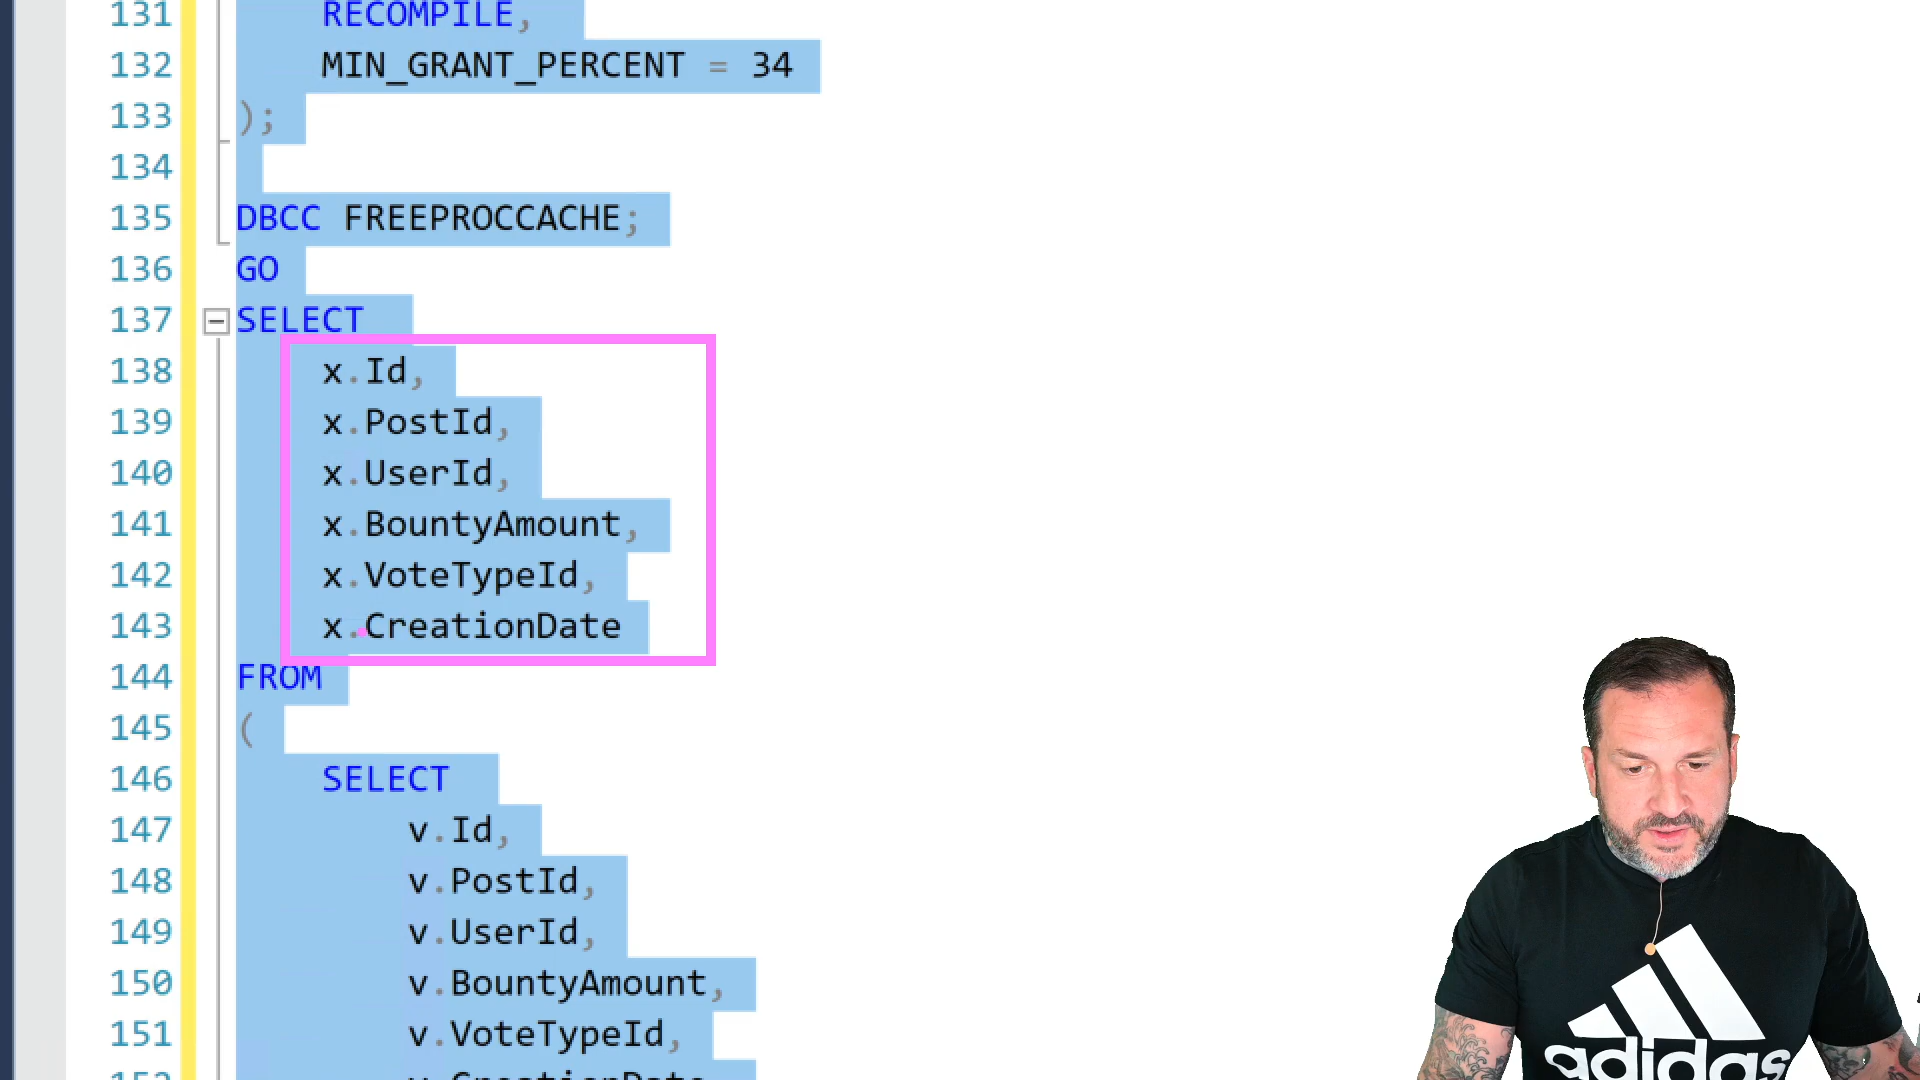 131 RECOMPILE,
132 MIN_GRANT_PERCENT = 34
133 );
134
135 DBCC FREEPROCCACHE;
136 GO
137 SELECT
138 x.Id,
139 x.PostId,
140 x.UserId,
141 x.BountyAmount,
142 x.VoteTypeId,
143 x.CreationDate
144 FROM
145 (
146 SELECT
147 v.Id,
148 v.PostId,
149 v.UserId,
150 v.BountyAmount,
151 v.VoteTypeId,
152 v.CreationDate
adidas